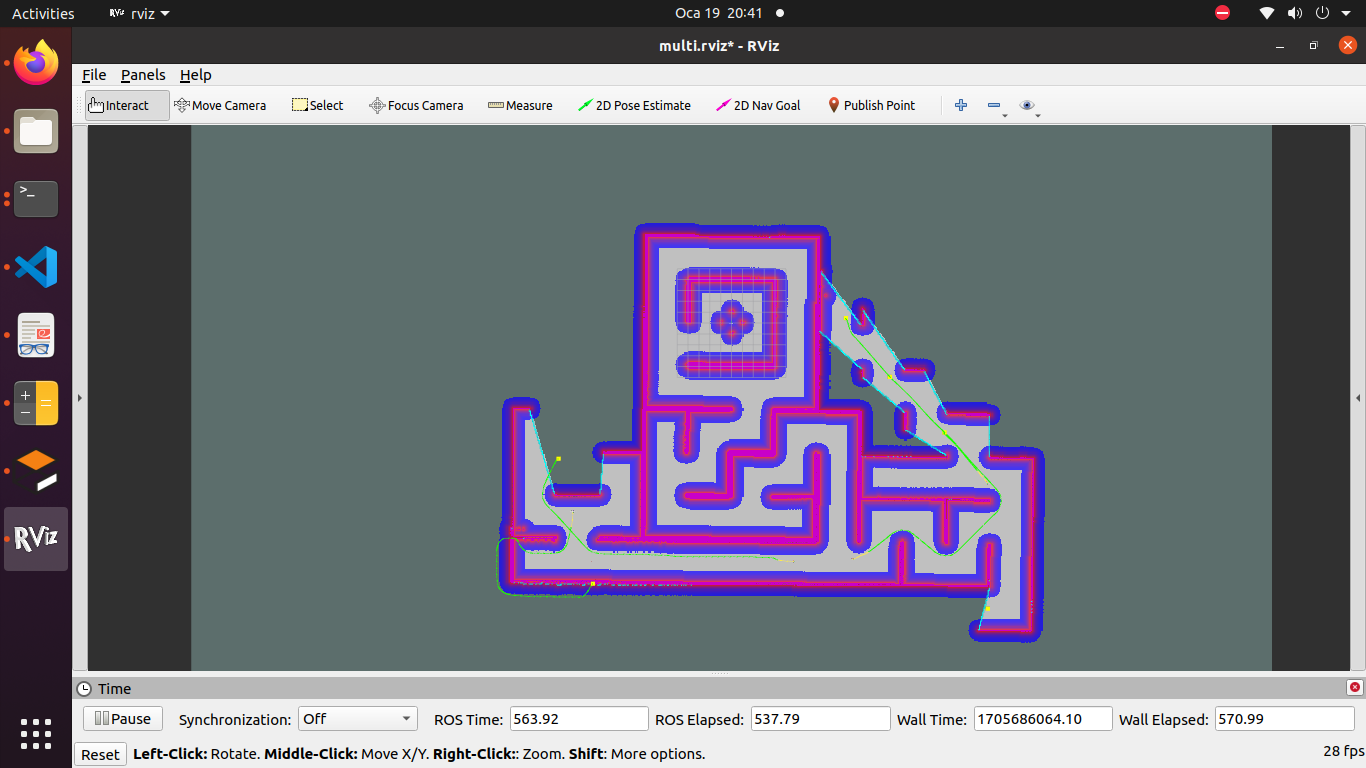 Activities RViz rviz Oca 19 20:41
multi.rviz* - RViz
File Panels Help
Interact Move Camera Select Focus Camera Measure 2D Pose Estimate 2D Nav Goal Publish Point
>_
RViz
Time
Pause Synchronization: Off ROS Time: 563.92 ROS Elapsed: 537.79 Wall Time: 1705686064.10 Wall Elapsed: 570.99
Reset Left-Click: Rotate. Middle-Click: Move X/Y. Right-Click:: Zoom. Shift: More options. 28 fps